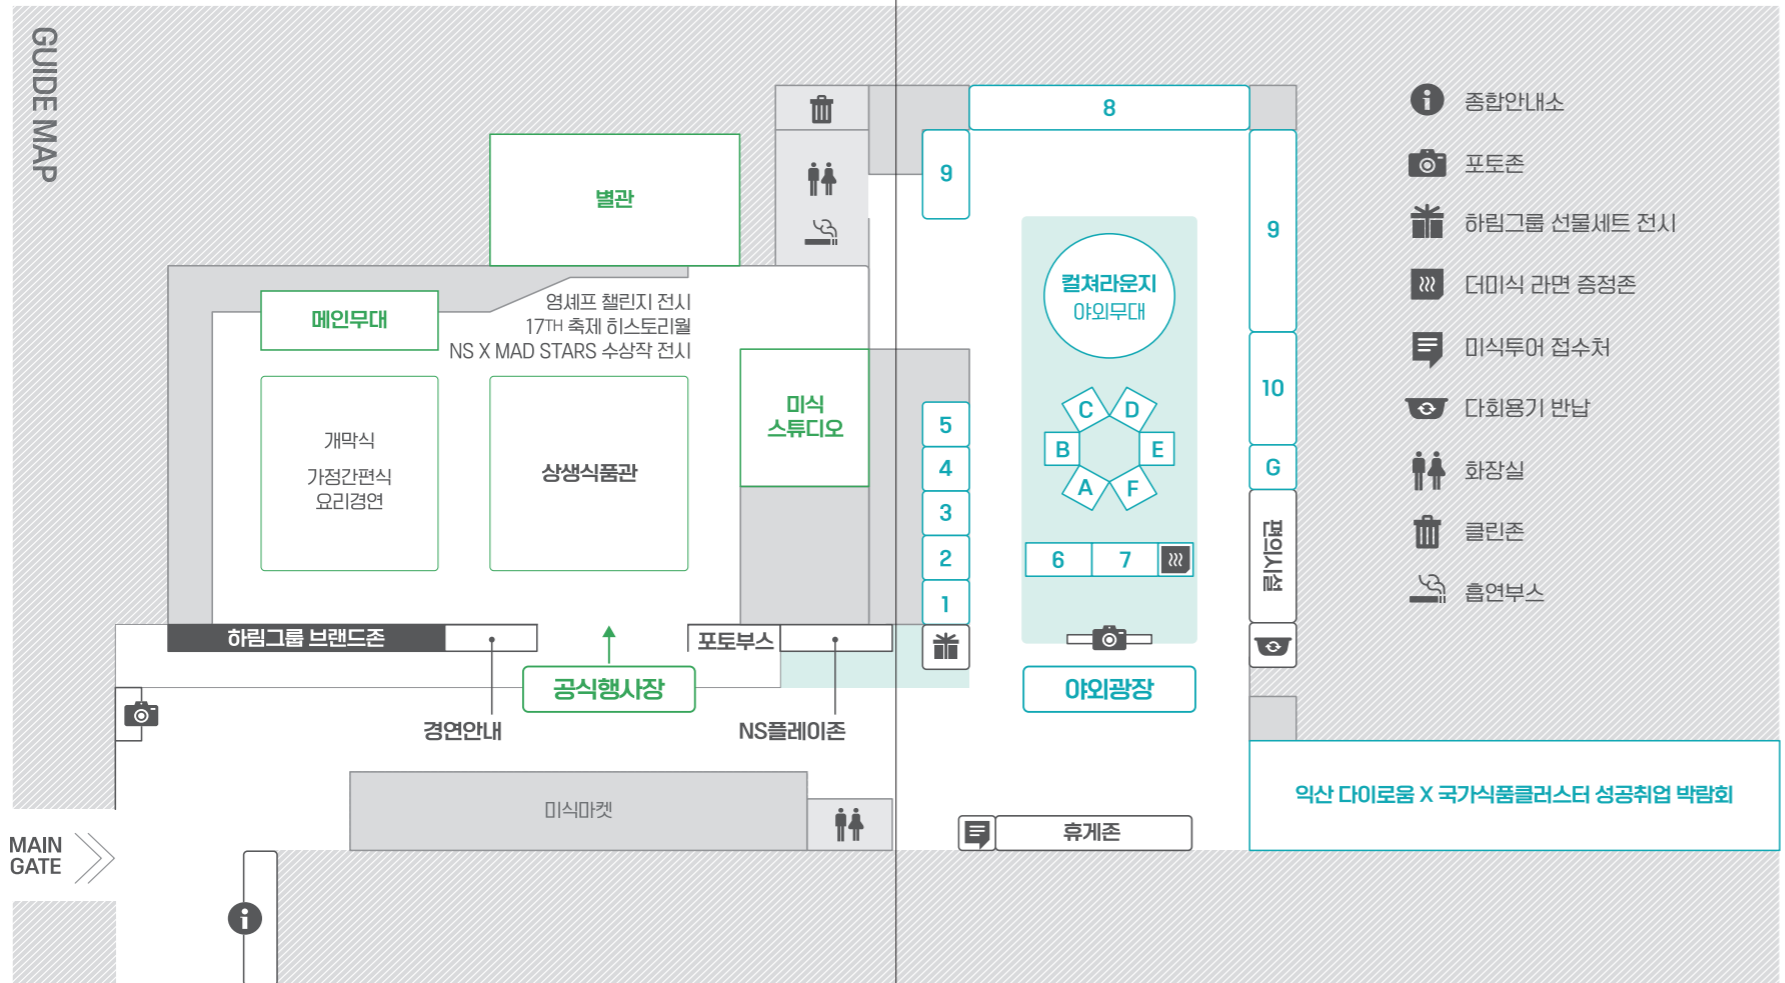 GUIDE MAP
별관
메인무대
영셰프 챌린지 전시
17TH 축제 히스토리월
NS X MAD STARS 수상작 전시
개막식
가정간편식
요리경연
상생식품관
미식
스튜디오
하림그룹 브랜드존
포토부스
공식행사장
경연안내
NS플레이존
미식마켓
MAIN
GATE
8
9
9
컬쳐라운지
야외무대
10
5
4
3
2
1
C
D
B
E
A
F
G
6
7
편의시설
야외광장
휴게존
익산 다이로움 X 국가식품클러스터 성공취업 박람회
종합안내소
포토존
하림그룹 선물세트 전시
더미식 라면 증정존
미식투어 접수처
다회용기 반납
화장실
클린존
흡연부스